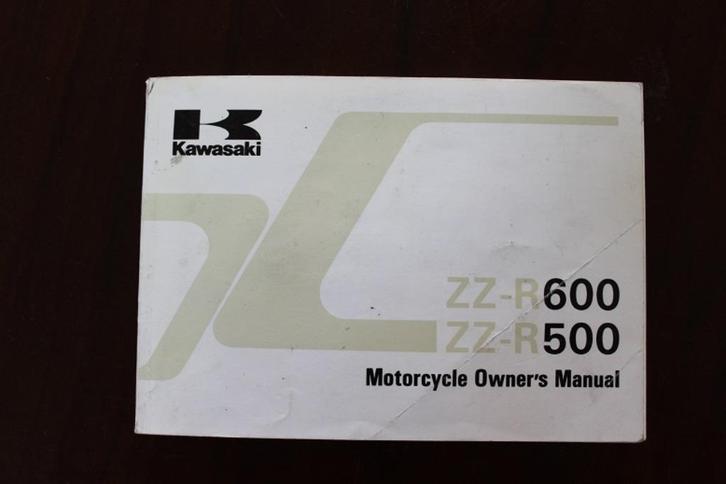 Kawasaki
ZZ-R600
ZZ-R500
Motorcycle Owner's Manual